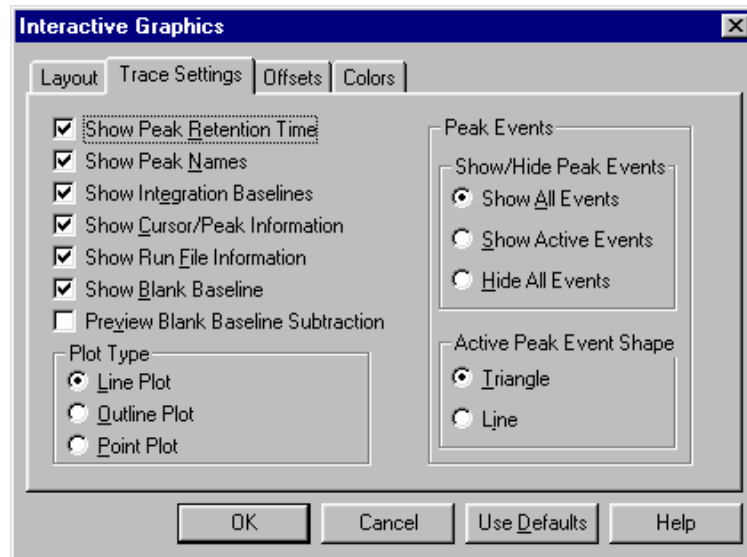 Interactive Graphics
Layout
Trace Settings
Offsets
Colors
Show Peak Retention Time
Show Peak Names
Show Integration Baselines
Show Cursor/Peak Information
Show Run File Information
Show Blank Baseline
Preview Blank Baseline Subtraction
Plot Type
Line Plot
Outline Plot
Point Plot
Peak Events
Show/Hide Peak Events
Show All Events
Show Active Events
Hide All Events
Active Peak Event Shape
Triangle
Line
OK
Cancel
Use Defaults
Help